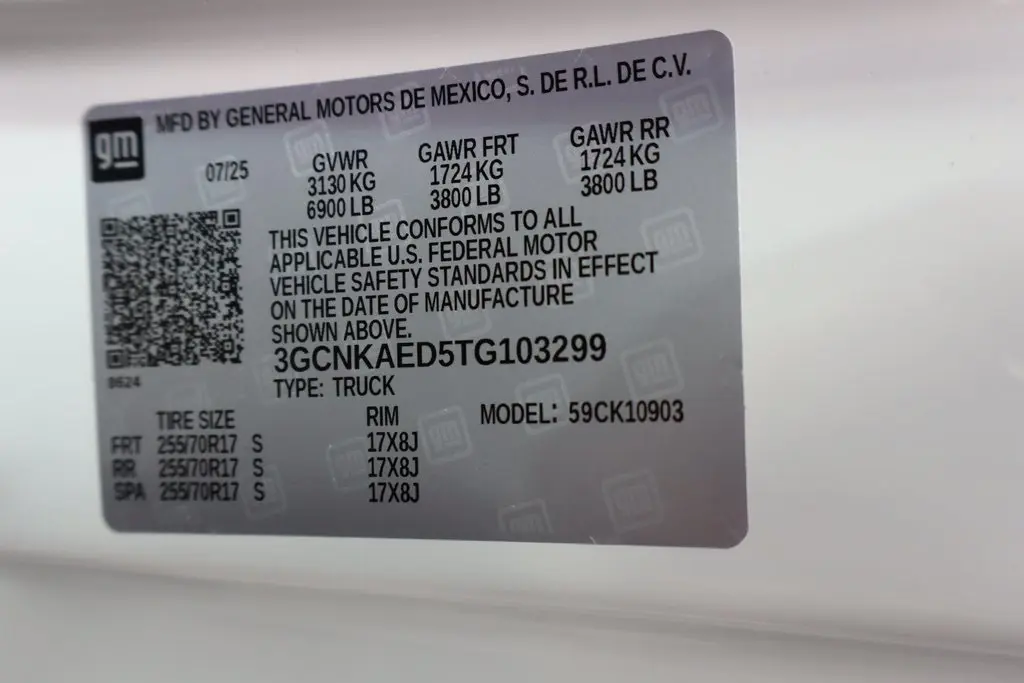 MFD BY GENERAL MOTORS DE MEXICO, S. DE R.L. DE C.V.
gm
07/25
GVWR GAWR FRT GAWR RR
3130 KG 1724 KG 1724 KG
6900 LB 3800 LB 3800 LB
THIS VEHICLE CONFORMS TO ALL
APPLICABLE U.S. FEDERAL MOTOR
VEHICLE SAFETY STANDARDS IN EFFECT
ON THE DATE OF MANUFACTURE
SHOWN ABOVE.
3GCNKAED5TG103299
8624
TYPE: TRUCK
TIRE SIZE RIM MODEL: 59CK10903
FRT 255/70R17 S 17X8J
RR 255/70R17 S 17X8J
SPA 255/70R17 S 17X8J